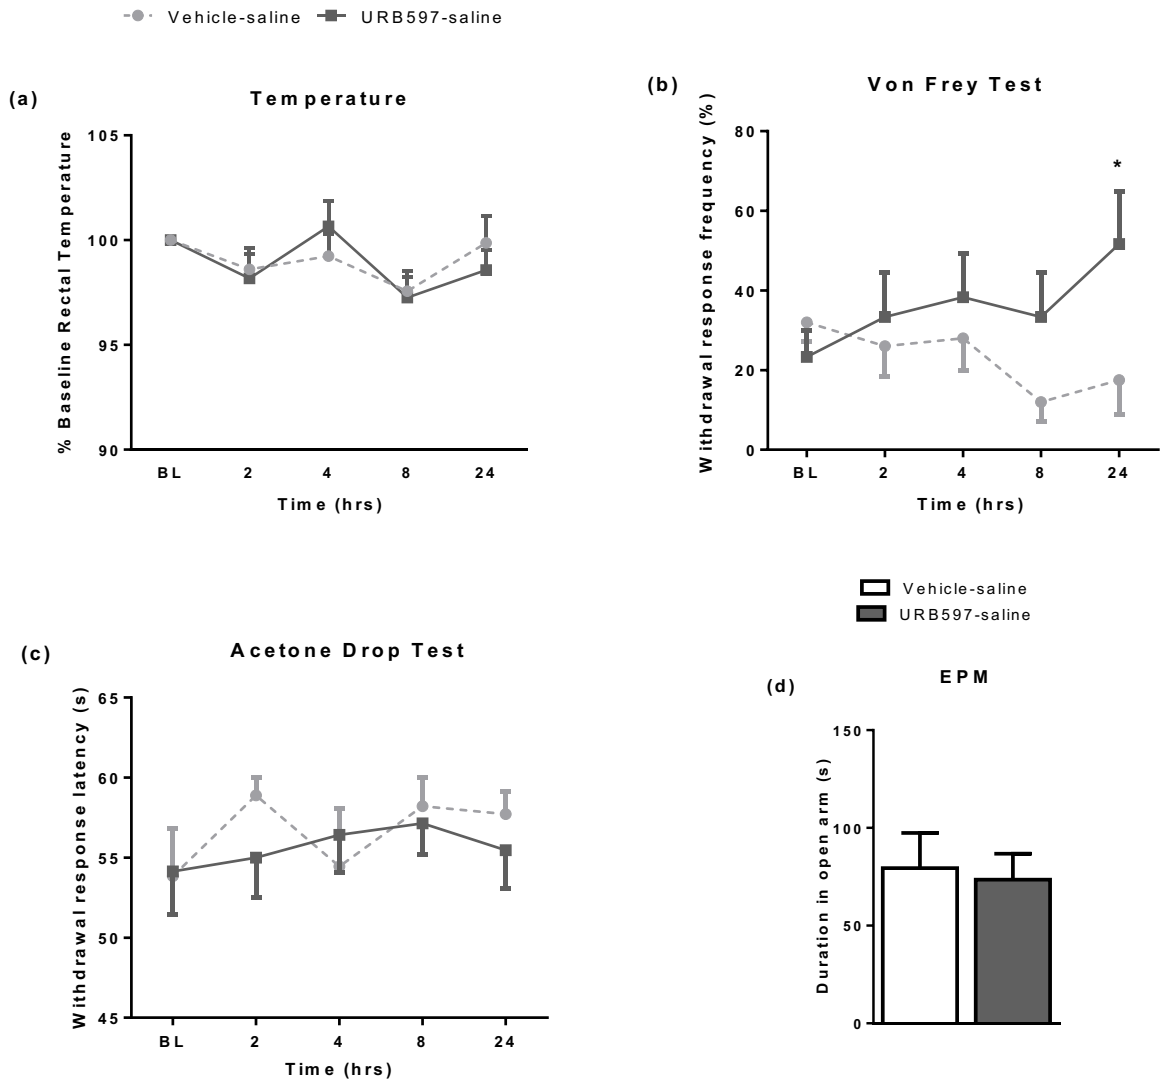 Vehicle-saline URB597-saline
(a)
Temperature
% Baseline Rectal Temperature
105
100
95
90
BL 2 4 8 24
Time (hrs)
(b)
Von Frey Test
Withdrawal response frequency (%)
80
60
40
20
0
*
BL 2 4 8 24
Time (hrs)
(c)
Acetone Drop Test
Withdrawal response latency (s)
65
60
55
50
45
BL 2 4 8 24
Time (hrs)
Vehicle-saline
URB597-saline
(d)
EPM
Duration in open arm (s)
150
100
50
0